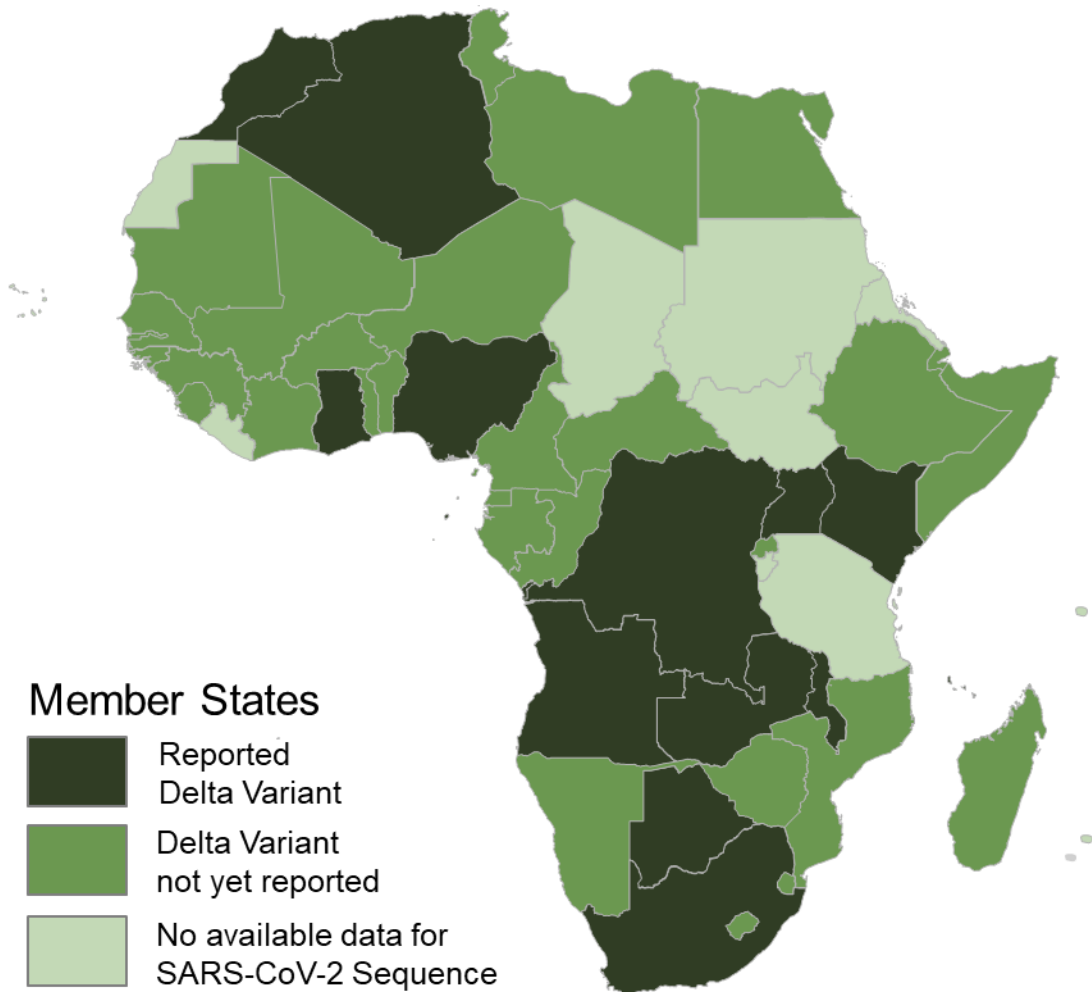 Member States
Reported
Delta Variant
Delta Variant
not yet reported
No available data for
SARS-CoV-2 Sequence